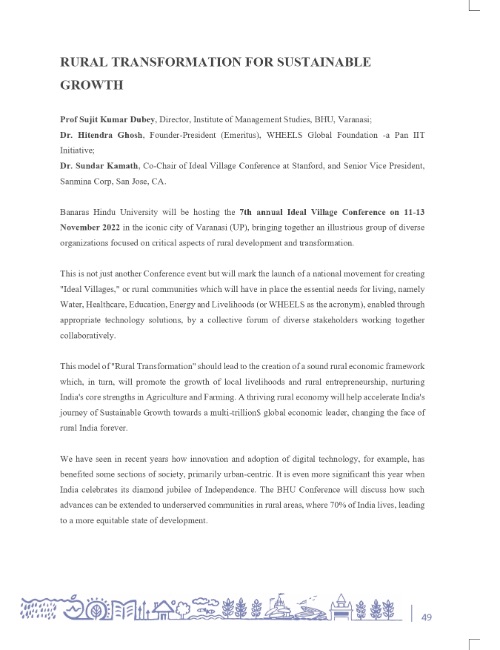 RURAL TRANSFORMATION FOR SUSTAINABLE
GROWTH
Prof Sujit Kumar Dubey, Director, Institute of Management Studies, BHU, Varanasi;
Dr. Hitendra Ghosh, Founder-President (Emeritus), WHEELS Global Foundation -a Pan IIT
Initiative;
Dr. Sundar Kamath, Co-Chair of Ideal Village Conference at Stanford, and Senior Vice President,
Sanmina Corp, San Jose, CA.
Banaras Hindu University will be hosting the 7th annual Ideal Village Conference on 11-13
November 2022 in the iconic city of Varanasi (UP), bringing together an illustrious group of diverse
organizations focused on critical aspects of rural development and transformation.
This is not just another Conference event but will mark the launch of a national movement for creating
"Ideal Villages," or rural communities which will have in place the essential needs for living, namely
Water, Healthcare, Education, Energy and Livelihoods (or WHEELS as the acronym), enabled through
appropriate technology solutions, by a collective forum of diverse stakeholders working together
collaboratively.
This model of "Rural Transformation" should lead to the creation of a sound rural economic framework
which, in turn, will promote the growth of local livelihoods and rural entrepreneurship, nurturing
India's core strengths in Agriculture and Farming. A thriving rural economy will help accelerate India's
journey of Sustainable Growth towards a multi-trillion$ global economic leader, changing the face of
rural India forever.
We have seen in recent years how innovation and adoption of digital technology, for example, has
benefited some sections of society, primarily urban-centric. It is even more significant this year when
India celebrates its diamond jubilee of Independence. The BHU Conference will discuss how such
advances can be extended to underserved communities in rural areas, where 70% of India lives, leading
to a more equitable state of development.
49